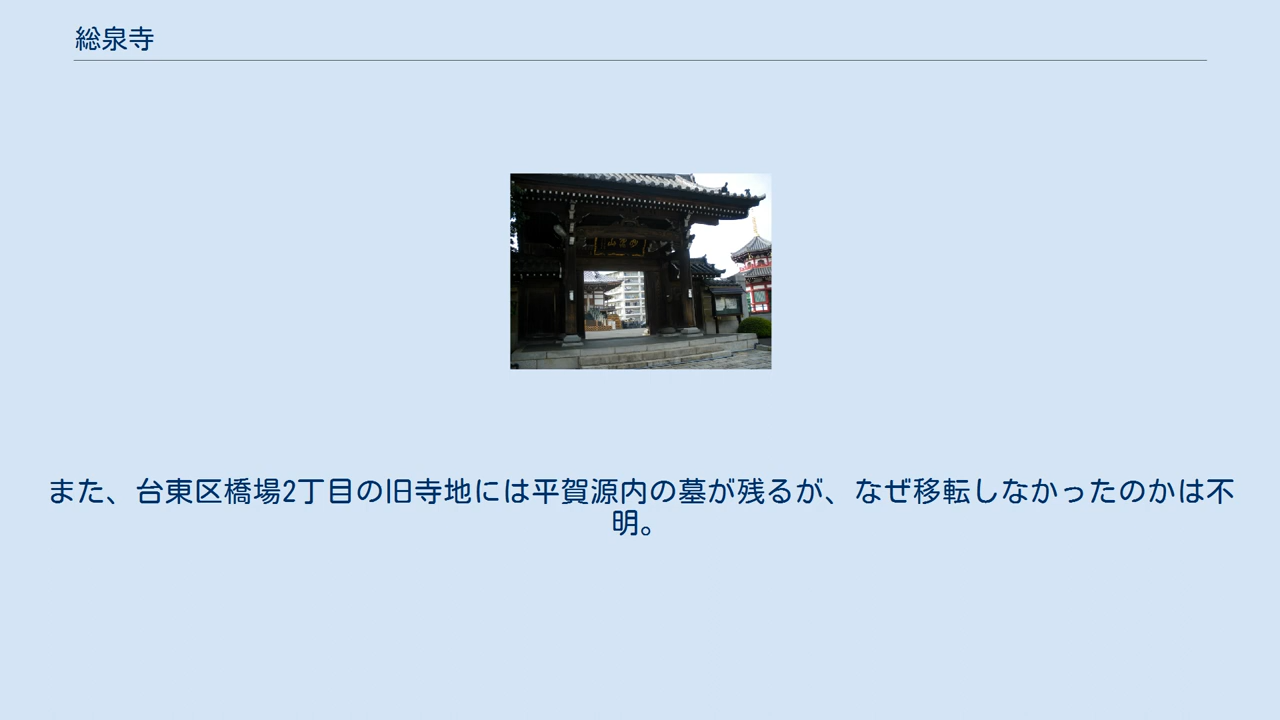 総泉寺
また、台東区橋場2丁目の旧寺地には平賀源内の墓が残るが、なぜ移転しなかったのかは不
明。